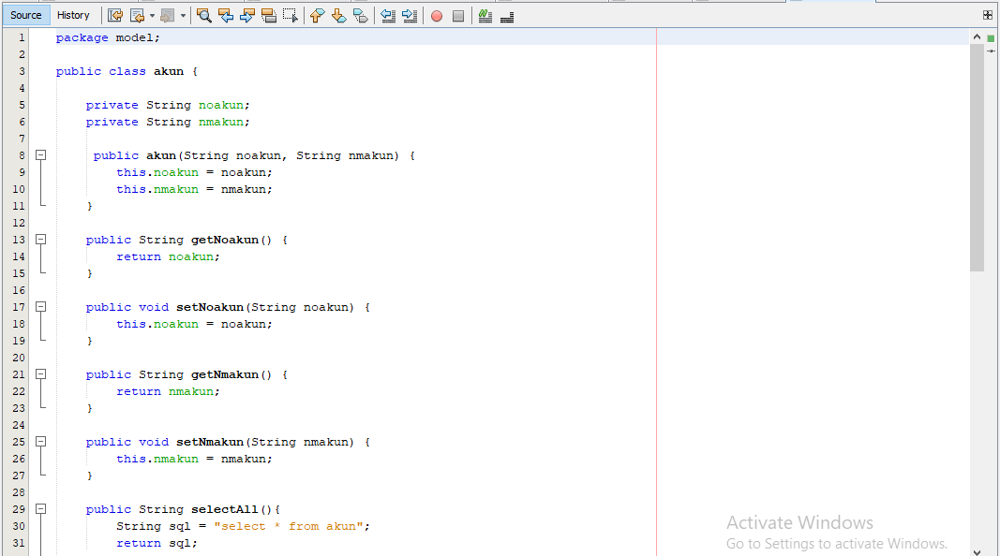 Source History
1 package model;
2
3 public class akun {
4
5 private String noakun;
6 private String nmakun;
7
8 public akun(String noakun, String nmakun) {
9 this.noakun = noakun;
10 this.nmakun = nmakun;
11 }
12
13 public String getNoakun() {
14 return noakun;
15 }
16
17 public void setNoakun(String noakun) {
18 this.noakun = noakun;
19 }
20
21 public String getNmakun() {
22 return nmakun;
23 }
24
25 public void setNmakun(String nmakun) {
26 this.nmakun = nmakun;
27 }
28
29 public String selectAll(){
30 String sql = "select * from akun";
31 return sql;
Activate Windows
Go to Settings to activate Windows.